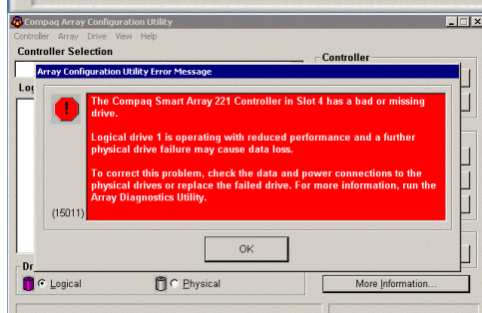 Compaq Array Configuration Utility
Controller Array Drive View Help
Controller Selection
Controller
Array Configuration Utility Error Message
The Compaq Smart Array 221 Controller in Slot 4 has a bad or missing
drive.
Logical drive 1 is operating with reduced performance and a further
physical drive failure may cause data loss.
To correct this problem, check the data and power connections to the
physical drives or replace the failed drive. For more information, run the
Array Diagnostics Utility.
(15011)
OK
Logical
Physical
More Information...